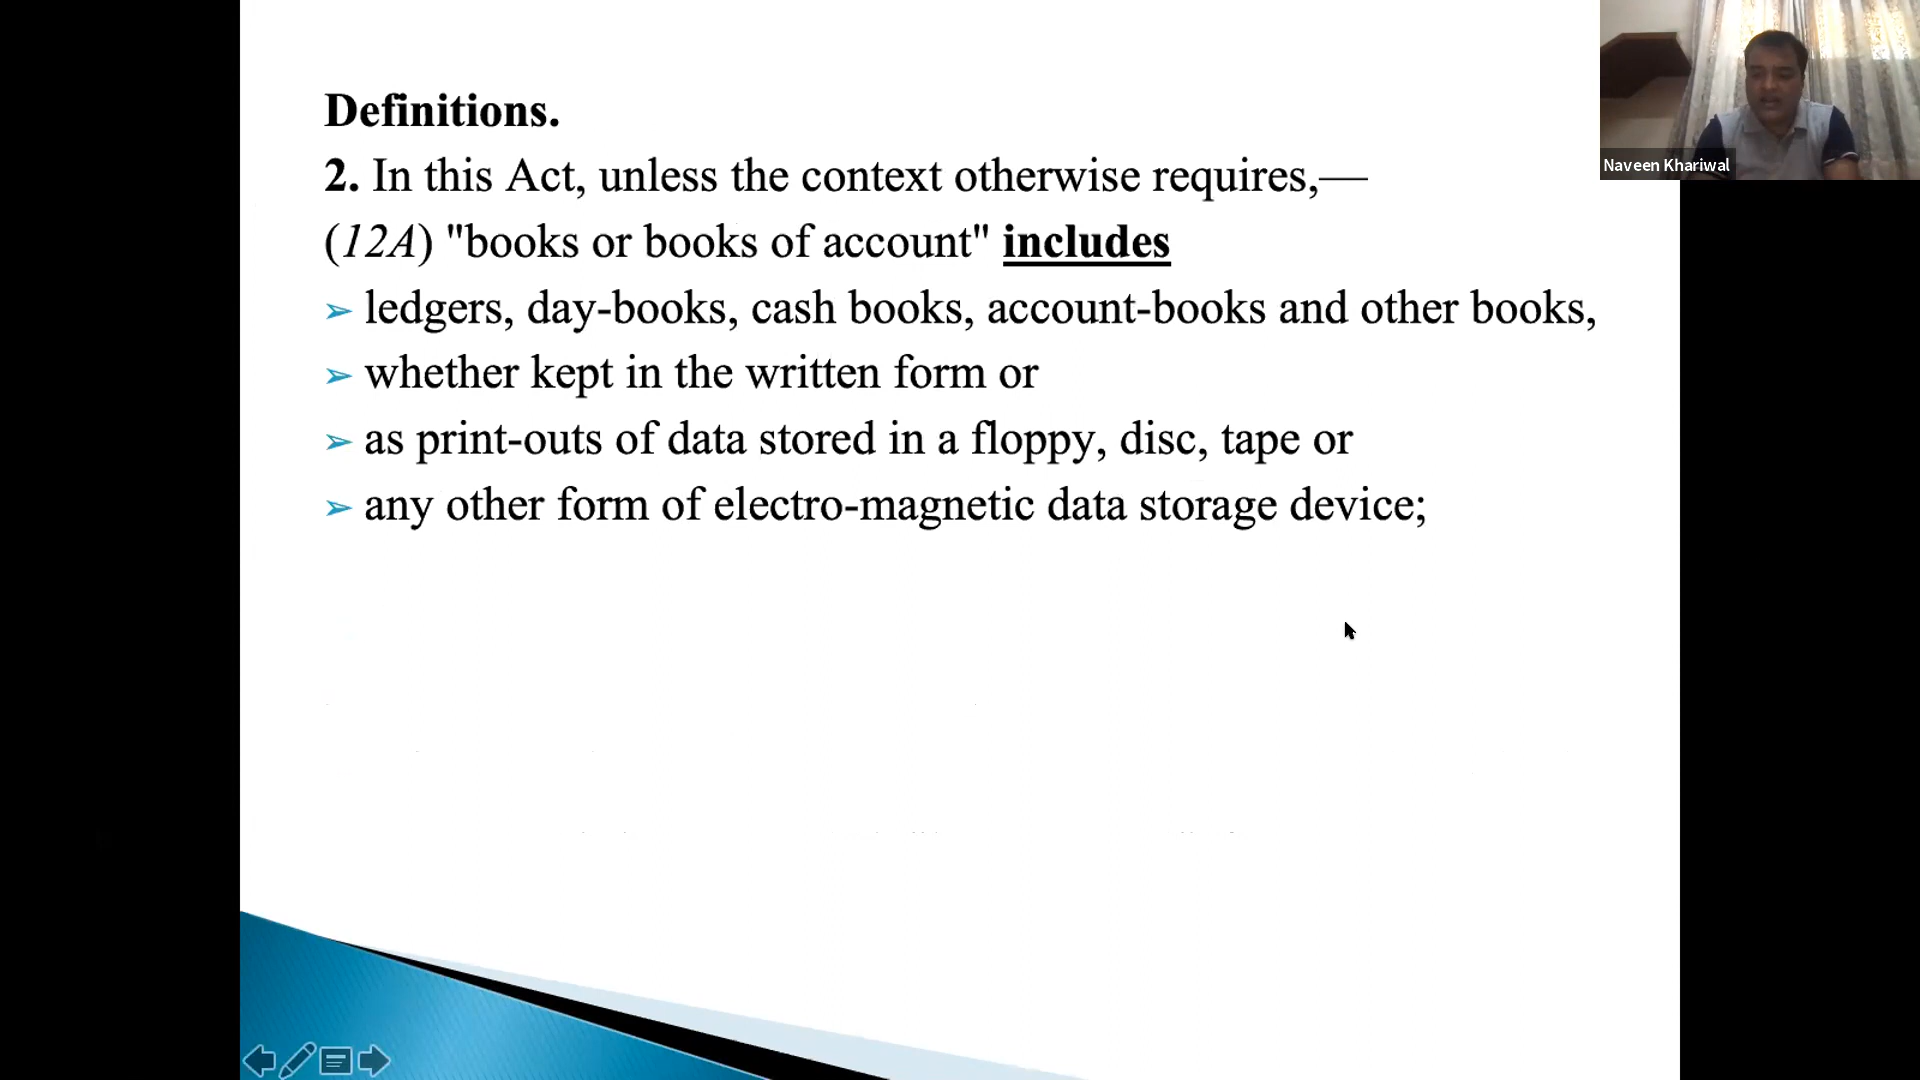 Definitions.
2. In this Act, unless the context otherwise requires,—
(12A) "books or books of account" includes
➢ ledgers, day-books, cash books, account-books and other books,
➢ whether kept in the written form or
➢ as print-outs of data stored in a floppy, disc, tape or
➢ any other form of electro-magnetic data storage device;
Naveen Khariwal